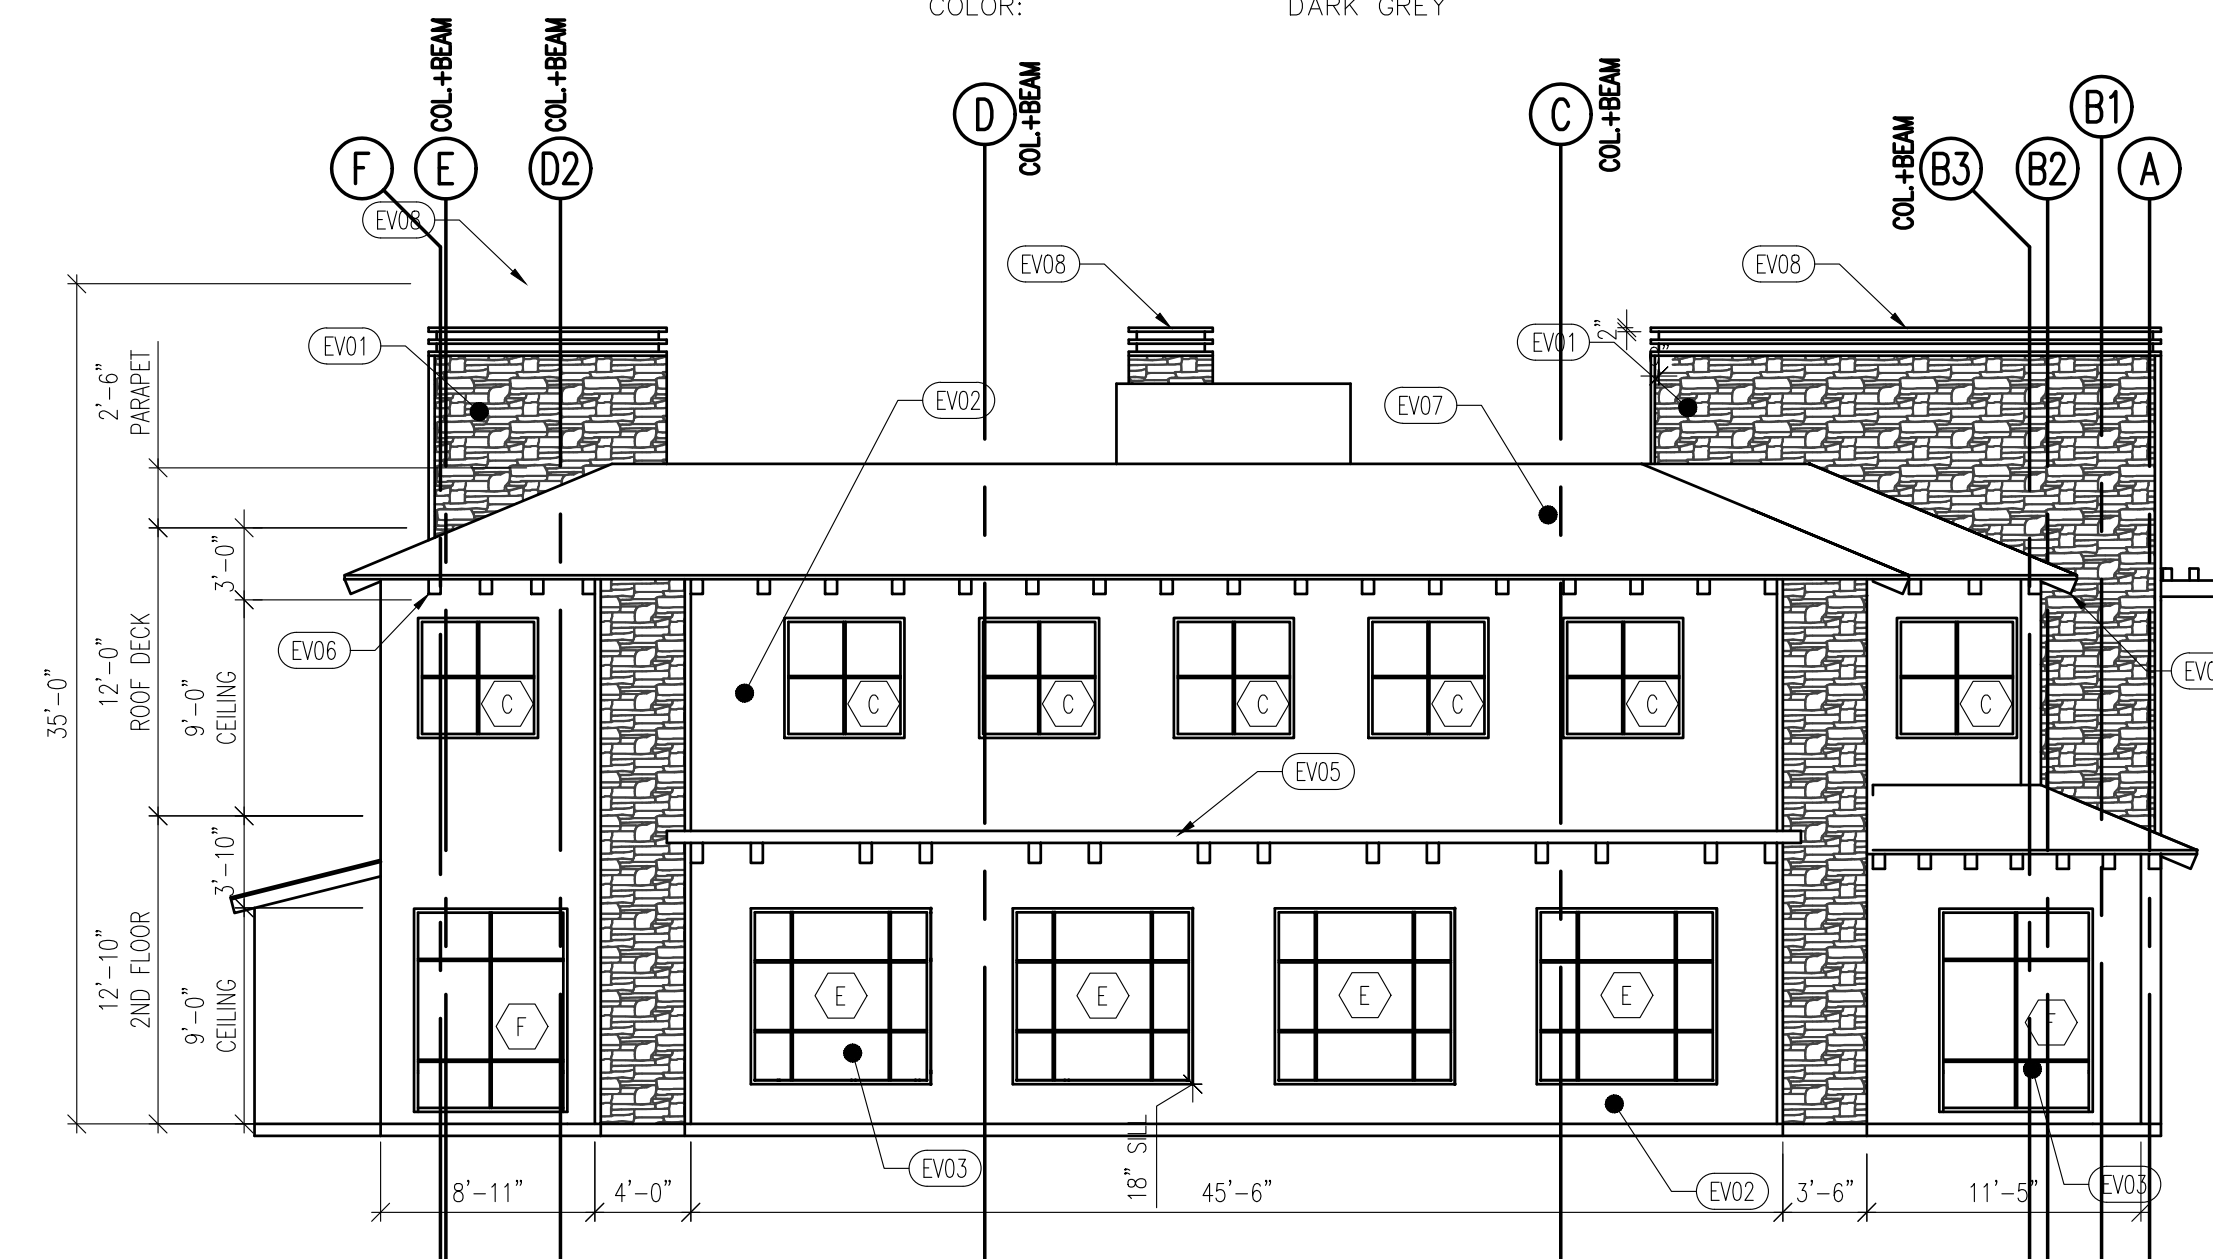 COLOR: DARK GREY
COL.+BEAM
COL.+BEAM
COL.+BEAM
COL.+BEAM
COL.+BEAM
F
E
D2
D
C
B3
B2
B1
A
EV08
EV08
EV08
EV01
EV01
2"
EV02
EV07
2'-6"
PARAPET
3'-0"
12'-0"
ROOF DECK
9'-0"
CEILING
35'-0"
EV06
C
C
C
C
C
C
C
EV05
3'-10"
12'-10"
2ND FLOOR
9'-0"
CEILING
F
E
E
E
E
F
18" SILL
EV03
EV02
EV03
8'-11"
4'-0"
45'-6"
3'-6"
11'-5"